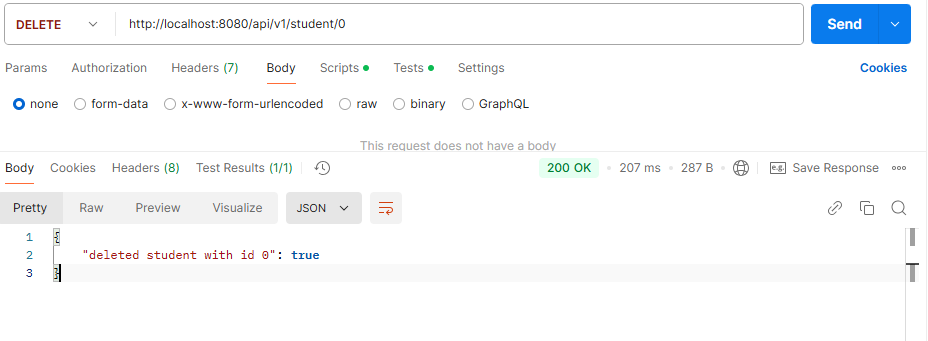 DELETE http://localhost:8080/api/v1/student/0 Send
Params Authorization Headers (7) Body Scripts Tests Settings Cookies
none form-data x-www-form-urlencoded raw binary GraphQL
This request does not have a body
Body Cookies Headers (8) Test Results (1/1) 200 OK 207 ms 287 B e.g. Save Response
Pretty Raw Preview Visualize JSON
1 {
2 "deleted student with id 0": true
3 }